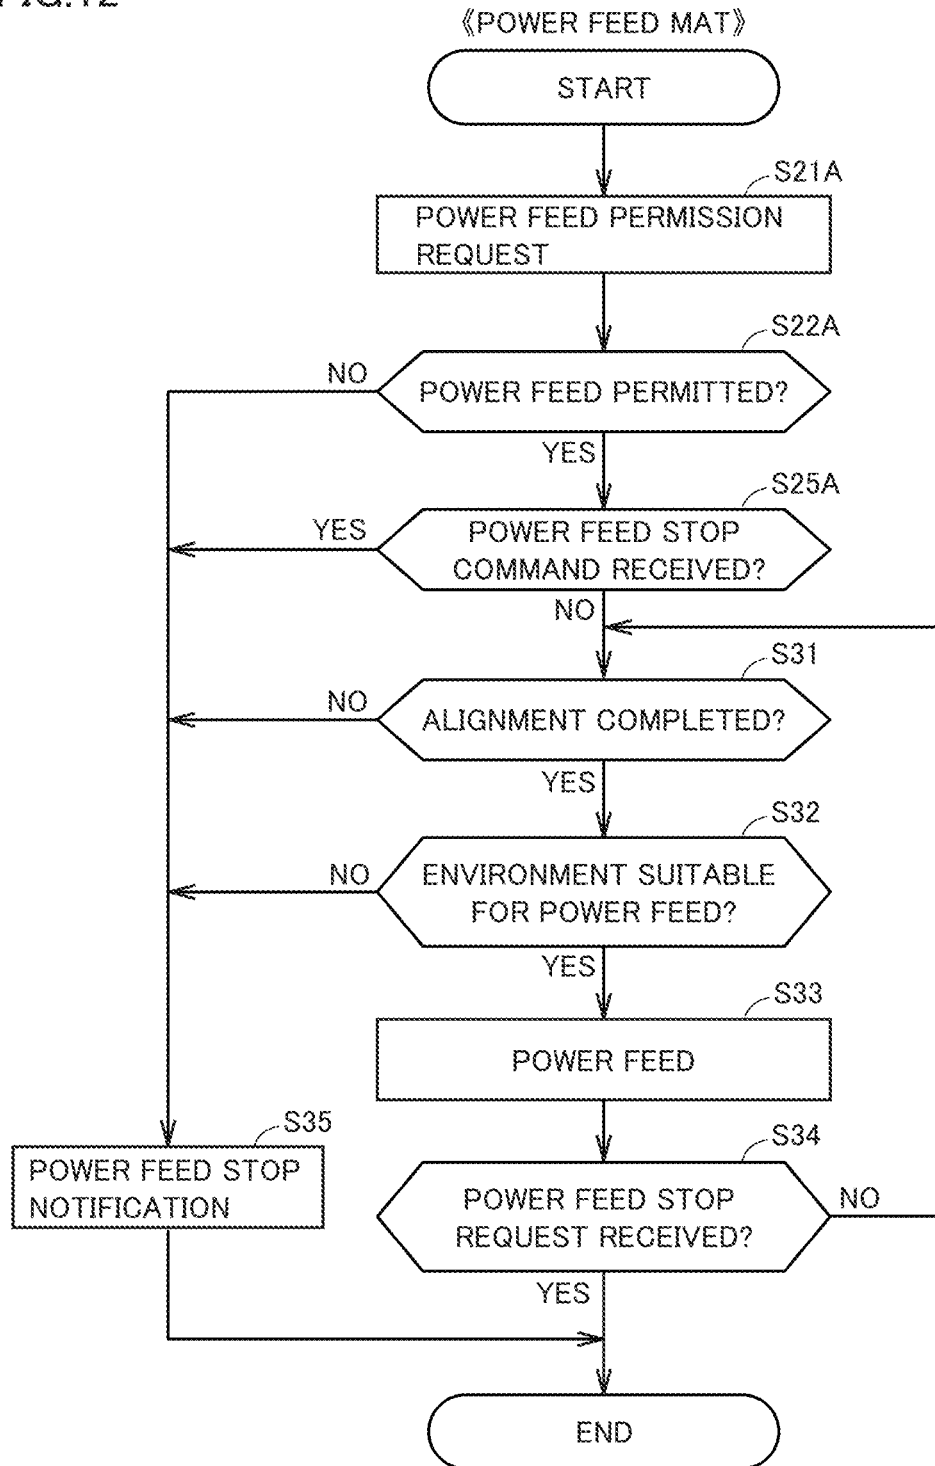 《POWER FEED MAT》
START
S21A
POWER FEED PERMISSION
REQUEST
S22A
NO
POWER FEED PERMITTED?
YES
S25A
YES
POWER FEED STOP
COMMAND RECEIVED?
NO
S31
NO
ALIGNMENT COMPLETED?
YES
S32
NO
ENVIRONMENT SUITABLE
FOR POWER FEED?
YES
S33
POWER FEED
S35
POWER FEED STOP
NOTIFICATION
S34
POWER FEED STOP
REQUEST RECEIVED?
NO
YES
END